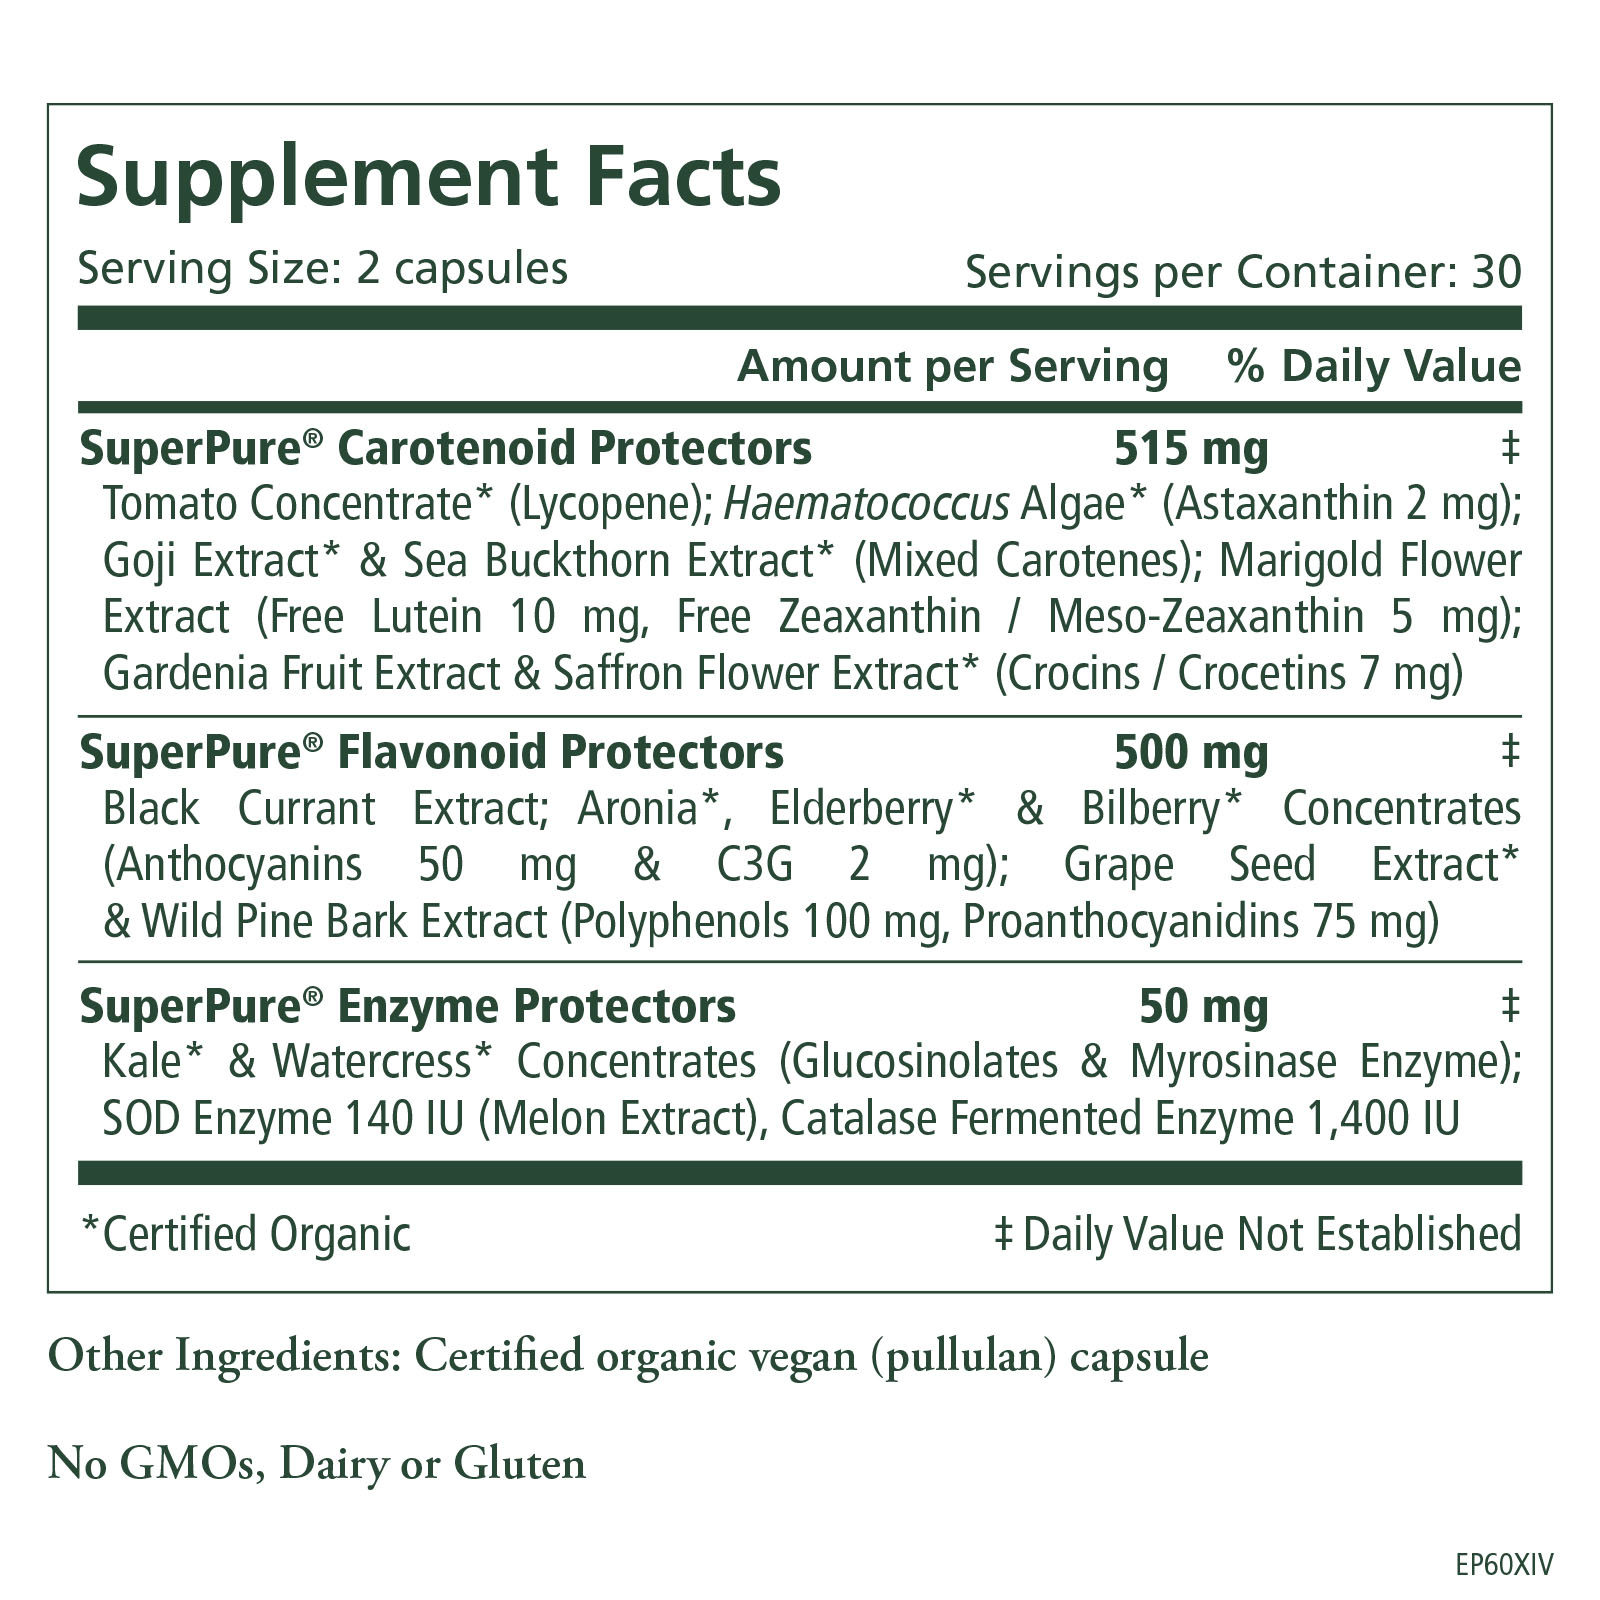 Supplement Facts
Serving Size: 2 capsules Servings per Container: 30
Amount per Serving % Daily Value
SuperPure® Carotenoid Protectors 515 mg ‡
Tomato Concentrate* (Lycopene); Haematococcus Algae* (Astaxanthin 2 mg);
Goji Extract* & Sea Buckthorn Extract* (Mixed Carotenes); Marigold Flower
Extract (Free Lutein 10 mg, Free Zeaxanthin / Meso-Zeaxanthin 5 mg);
Gardenia Fruit Extract & Saffron Flower Extract* (Crocins / Crocetins 7 mg)
SuperPure® Flavonoid Protectors 500 mg ‡
Black Currant Extract; Aronia*, Elderberry* & Bilberry* Concentrates
(Anthocyanins 50 mg & C3G 2 mg); Grape Seed Extract*
& Wild Pine Bark Extract (Polyphenols 100 mg, Proanthocyanidins 75 mg)
SuperPure® Enzyme Protectors 50 mg ‡
Kale* & Watercress* Concentrates (Glucosinolates & Myrosinase Enzyme);
SOD Enzyme 140 IU (Melon Extract), Catalase Fermented Enzyme 1,400 IU
*Certified Organic ‡ Daily Value Not Established
Other Ingredients: Certified organic vegan (pullulan) capsule
No GMOs, Dairy or Gluten
EP60XIV